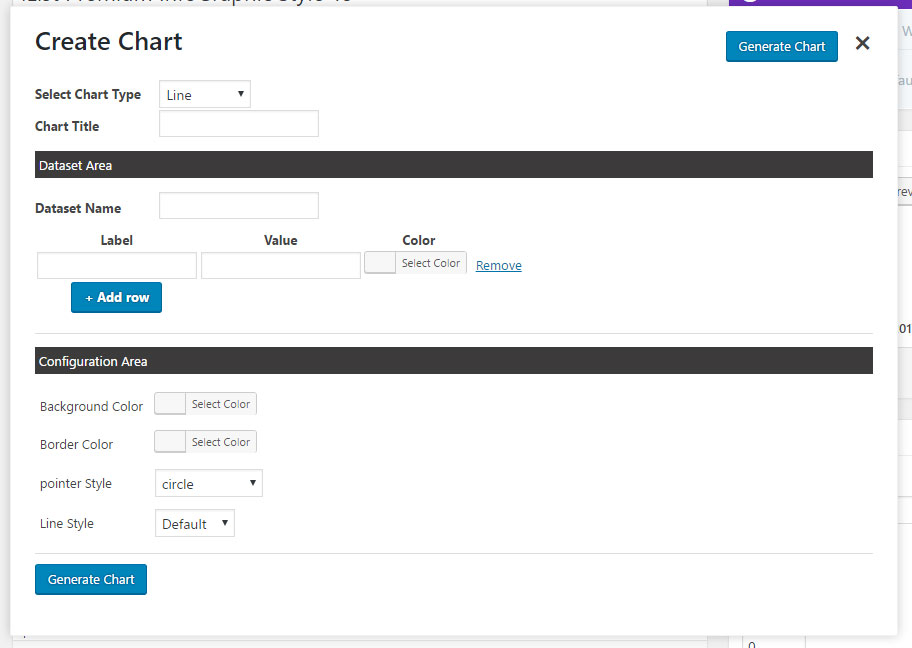 Create Chart
Generate Chart ×
Select Chart Type Line
Chart Title
Dataset Area
Dataset Name
Label Value Color
Select Color Remove
+ Add row
01
Configuration Area
Background Color Select Color
Border Color Select Color
pointer Style circle
Line Style Default
Generate Chart
0